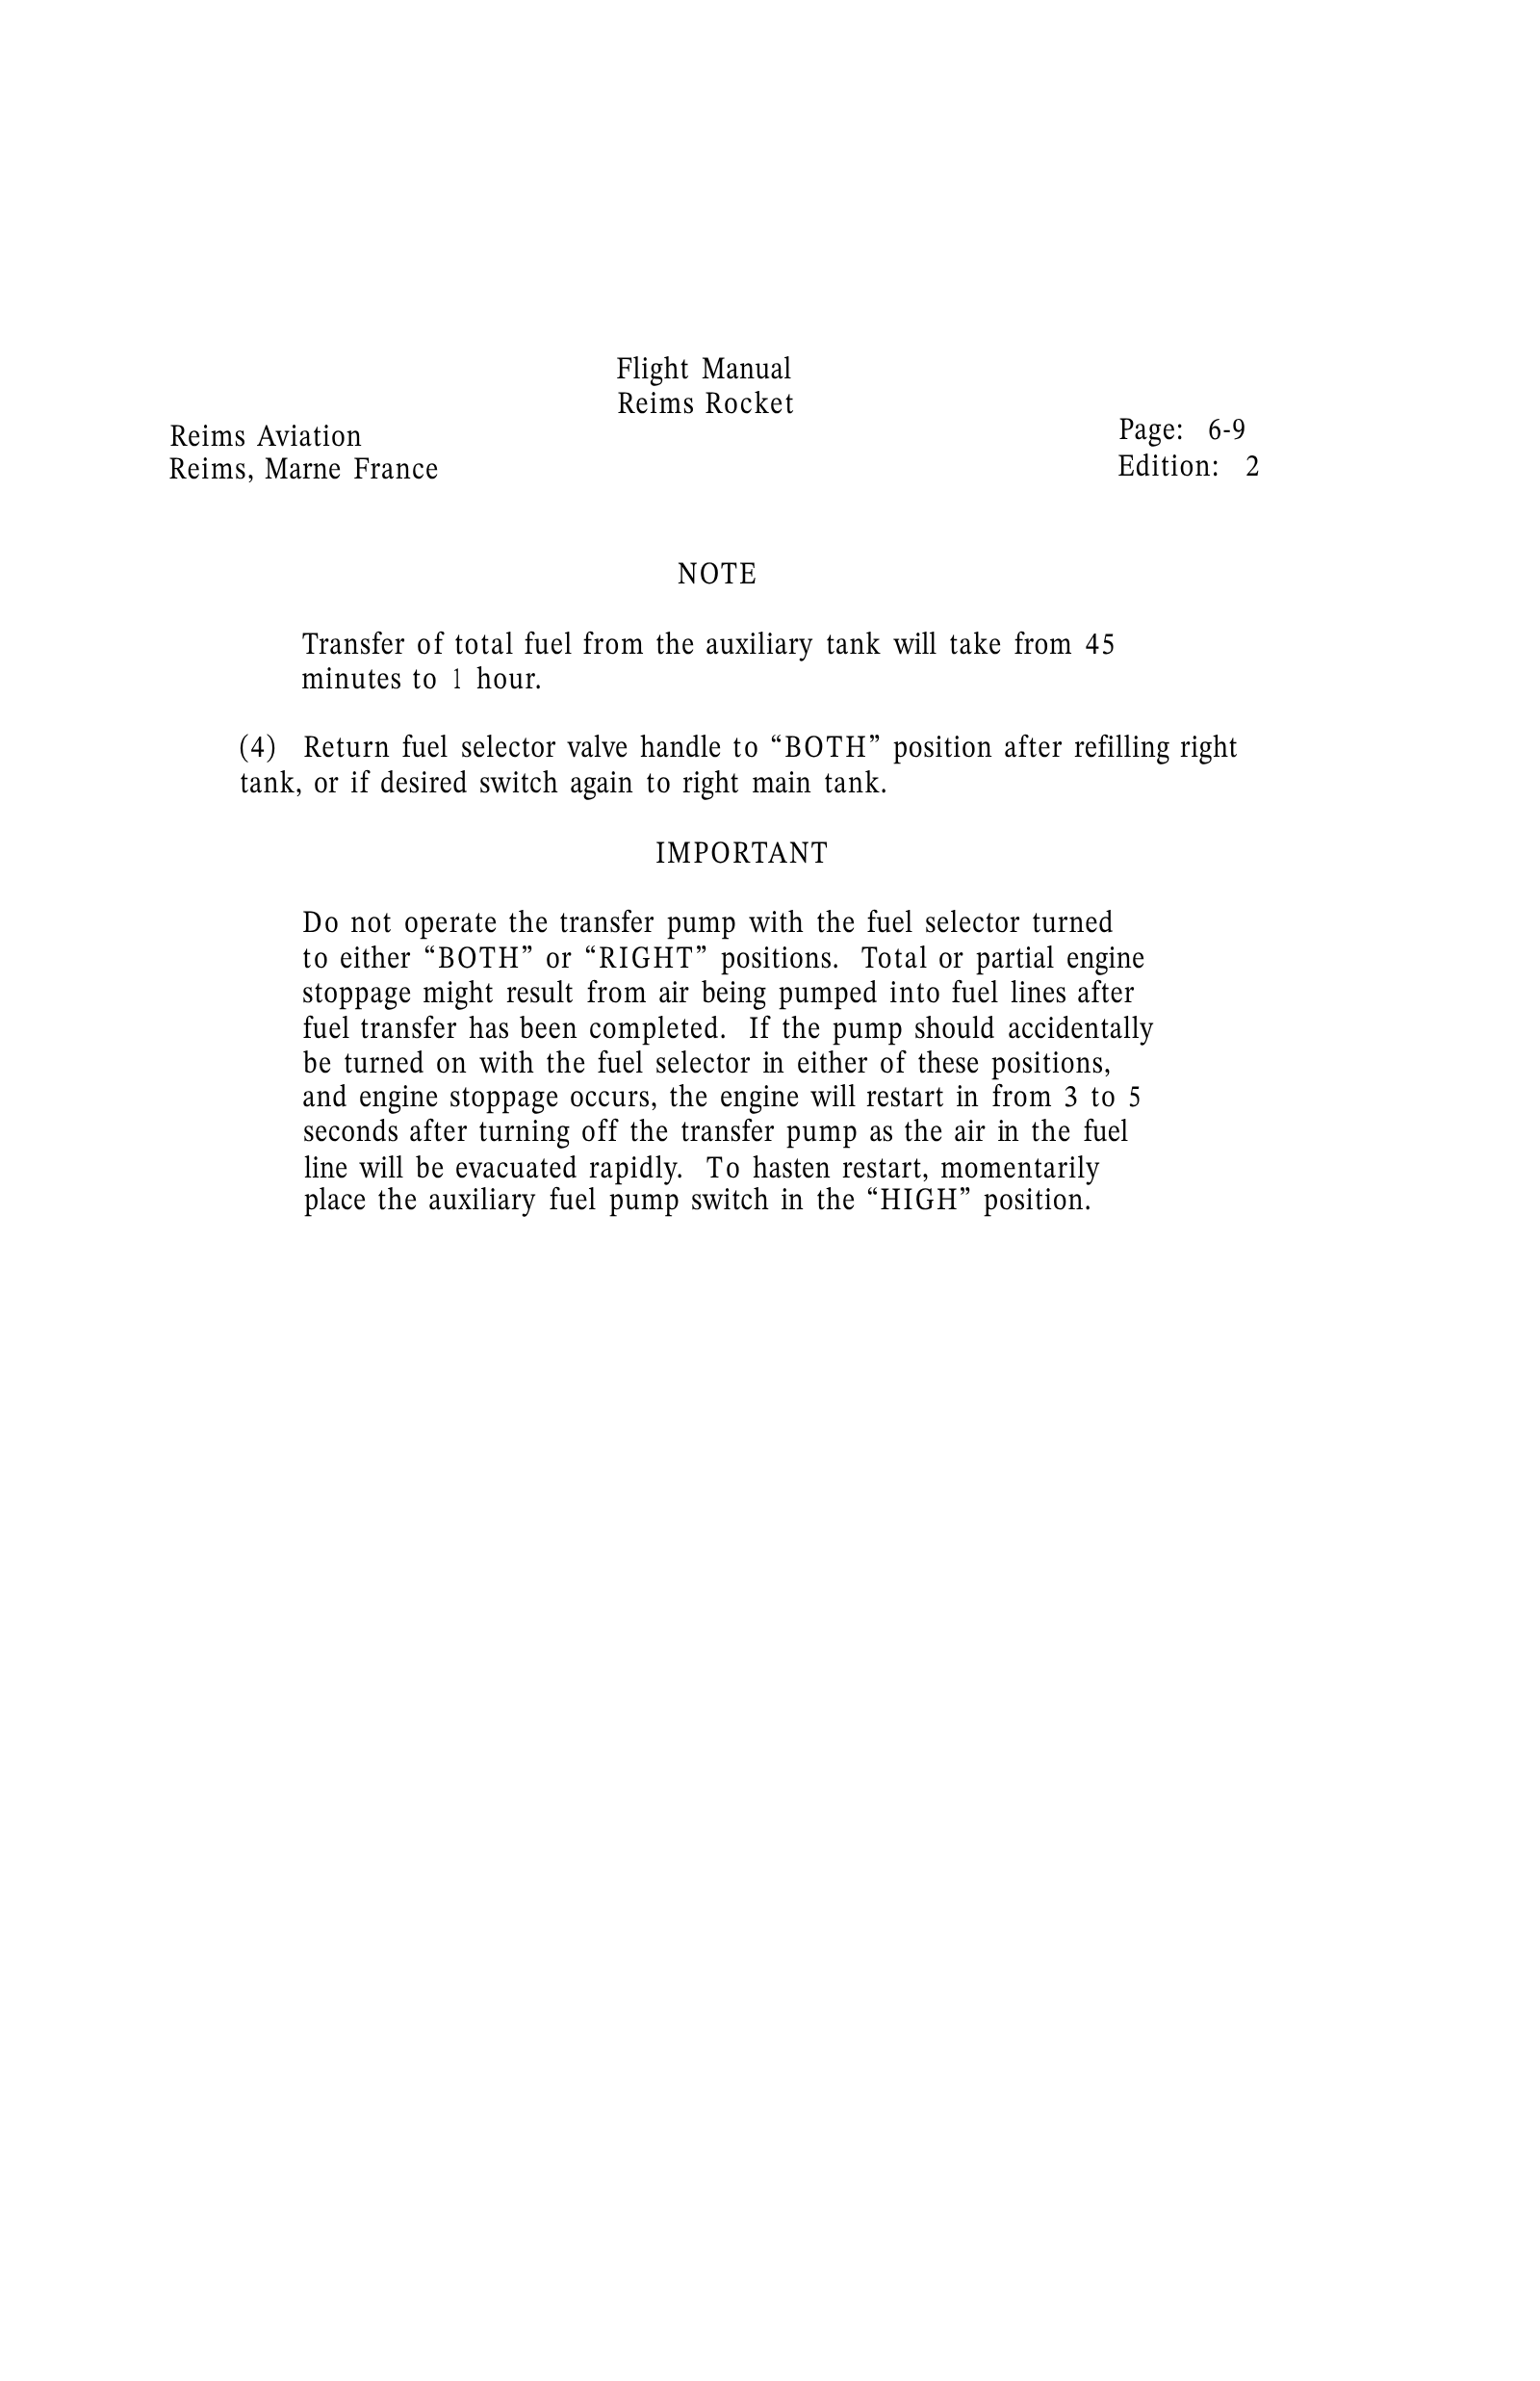 Flight Manual
Reims Rocket
Reims Aviation
Page: 6-9
Reims, Marne France
Edition: 2
NOTE
Transfer of total fuel from the auxiliary tank will take from 45
minutes to 1 hour.
(4) Return fuel selector valve handle to “BOTH” position after refilling right
tank, or if desired switch again to right main tank.
IMPORTANT
Do not operate the transfer pump with the fuel selector turned
to either “BOTH” or “RIGHT” positions. Total or partial engine
stoppage might result from air being pumped into fuel lines after
fuel transfer has been completed. If the pump should accidentally
be turned on with the fuel selector in either of these positions,
and engine stoppage occurs, the engine will restart in from 3 to 5
seconds after turning off the transfer pump as the air in the fuel
line will be evacuated rapidly. To hasten restart, momentarily
place the auxiliary fuel pump switch in the “HIGH” position.